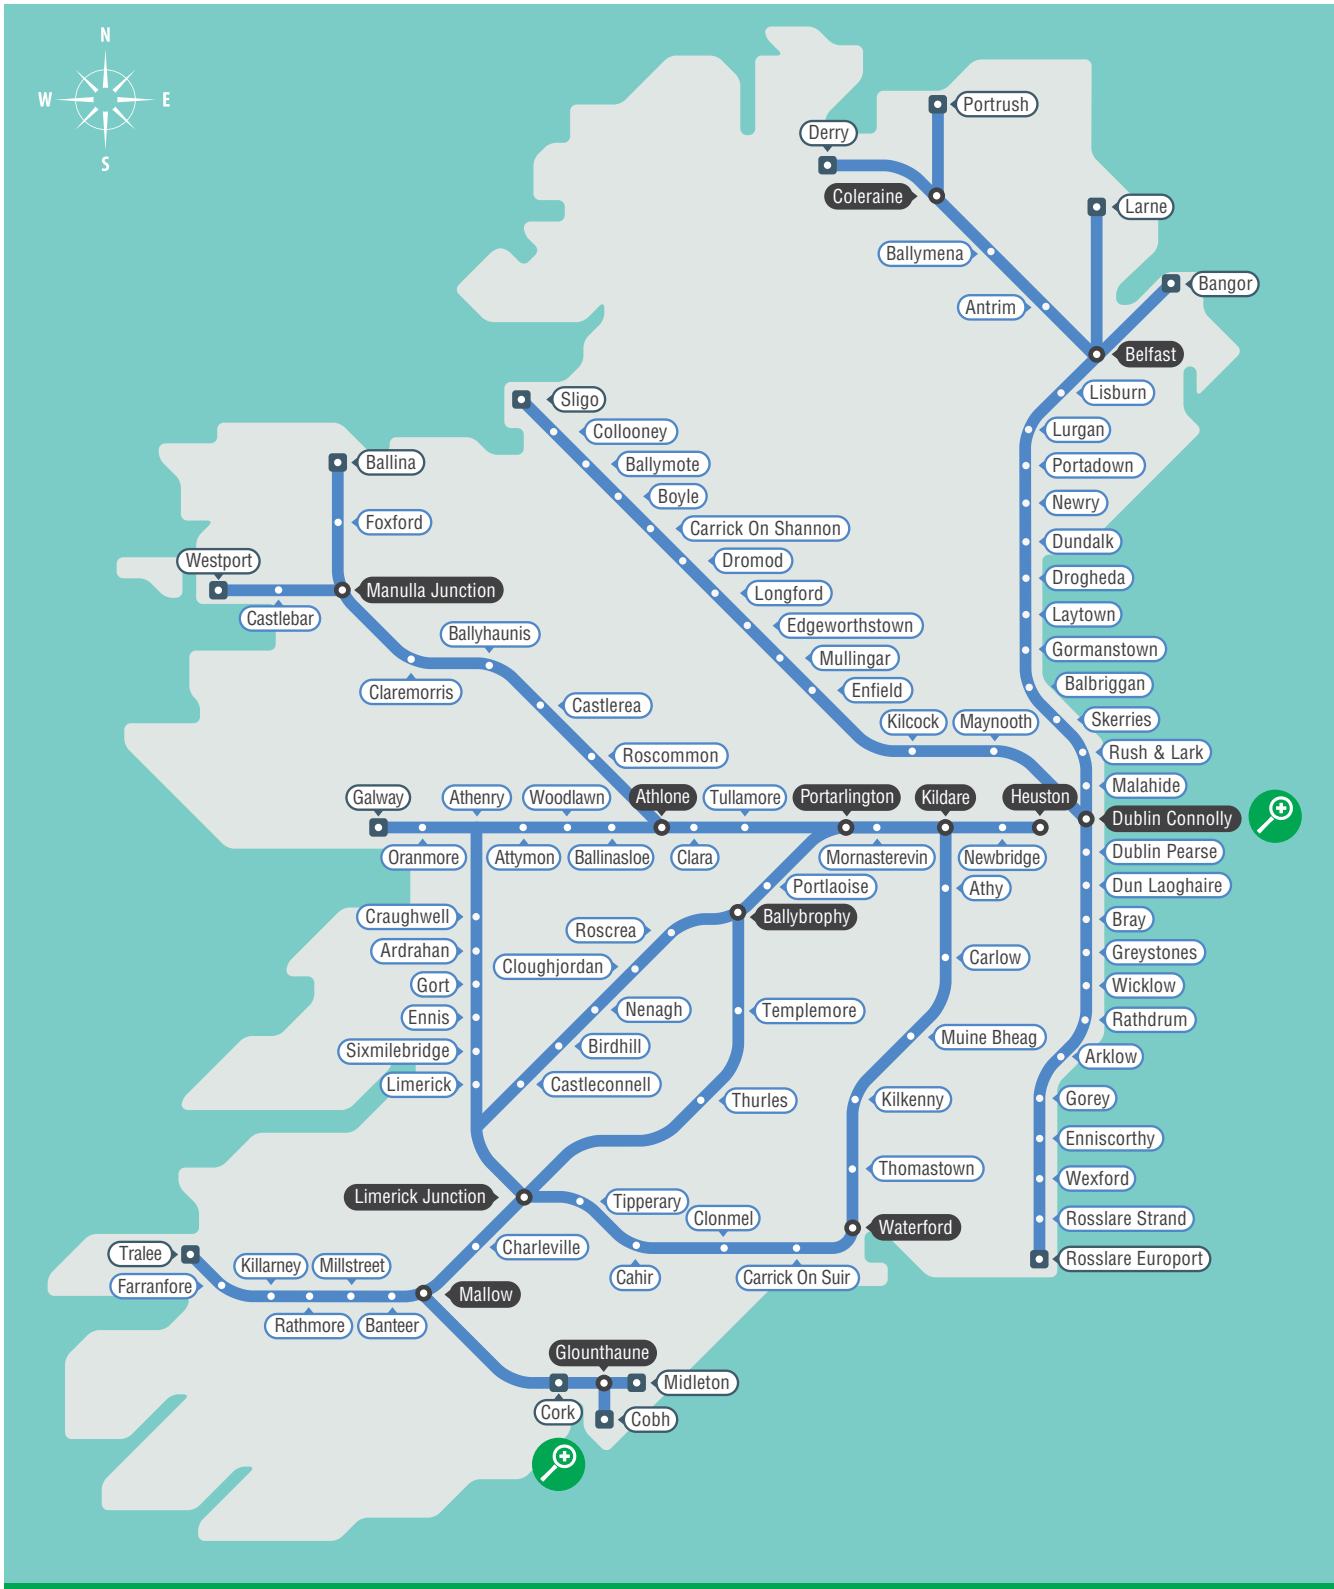 N
W
E
S
Portrush
Derry
Coleraine
Larne
Ballymena
Bangor
Antrim
Belfast
Lisburn
Sligo
Lurgan
Collooney
Ballina
Ballymote
Portadown
Boyle
Newry
Foxford
Carrick On Shannon
Dundalk
Westport
Dromod
Drogheda
Manulla Junction
Longford
Castlebar
Laytown
Edgeworthstown
Ballyhaunis
Gormanstown
Mullingar
Balbriggan
Claremorris
Enfield
Castlerea
Skerries
Kilcock
Maynooth
Roscommon
Rush & Lark
Malahide
Galway
Athenry
Woodlawn
Athlone
Tullamore
Portarlington
Kildare
Heuston
Dublin Connolly
Oranmore
Attymon
Ballinasloe
Clara
Mornasterevin
Newbridge
Dublin Pearse
Portlaoise
Athy
Dun Laoghaire
Craughwell
Ballybrophy
Bray
Roscrea
Ardrahan
Greystones
Carlow
Cloughjordan
Gort
Wicklow
Nenagh
Templemore
Ennis
Rathdrum
Muine Bheag
Birdhill
Sixmilebridge
Arklow
Limerick
Castleconnell
Thurles
Kilkenny
Gorey
Enniscorthy
Thomastown
Wexford
Limerick Junction
Tipperary
Clonmel
Rosslare Strand
Waterford
Charleville
Tralee
Rosslare Europort
Killarney
Millstreet
Farranfore
Cahir
Carrick On Suir
Mallow
Rathmore
Banteer
Glounthaune
Midleton
Cork
Cobh